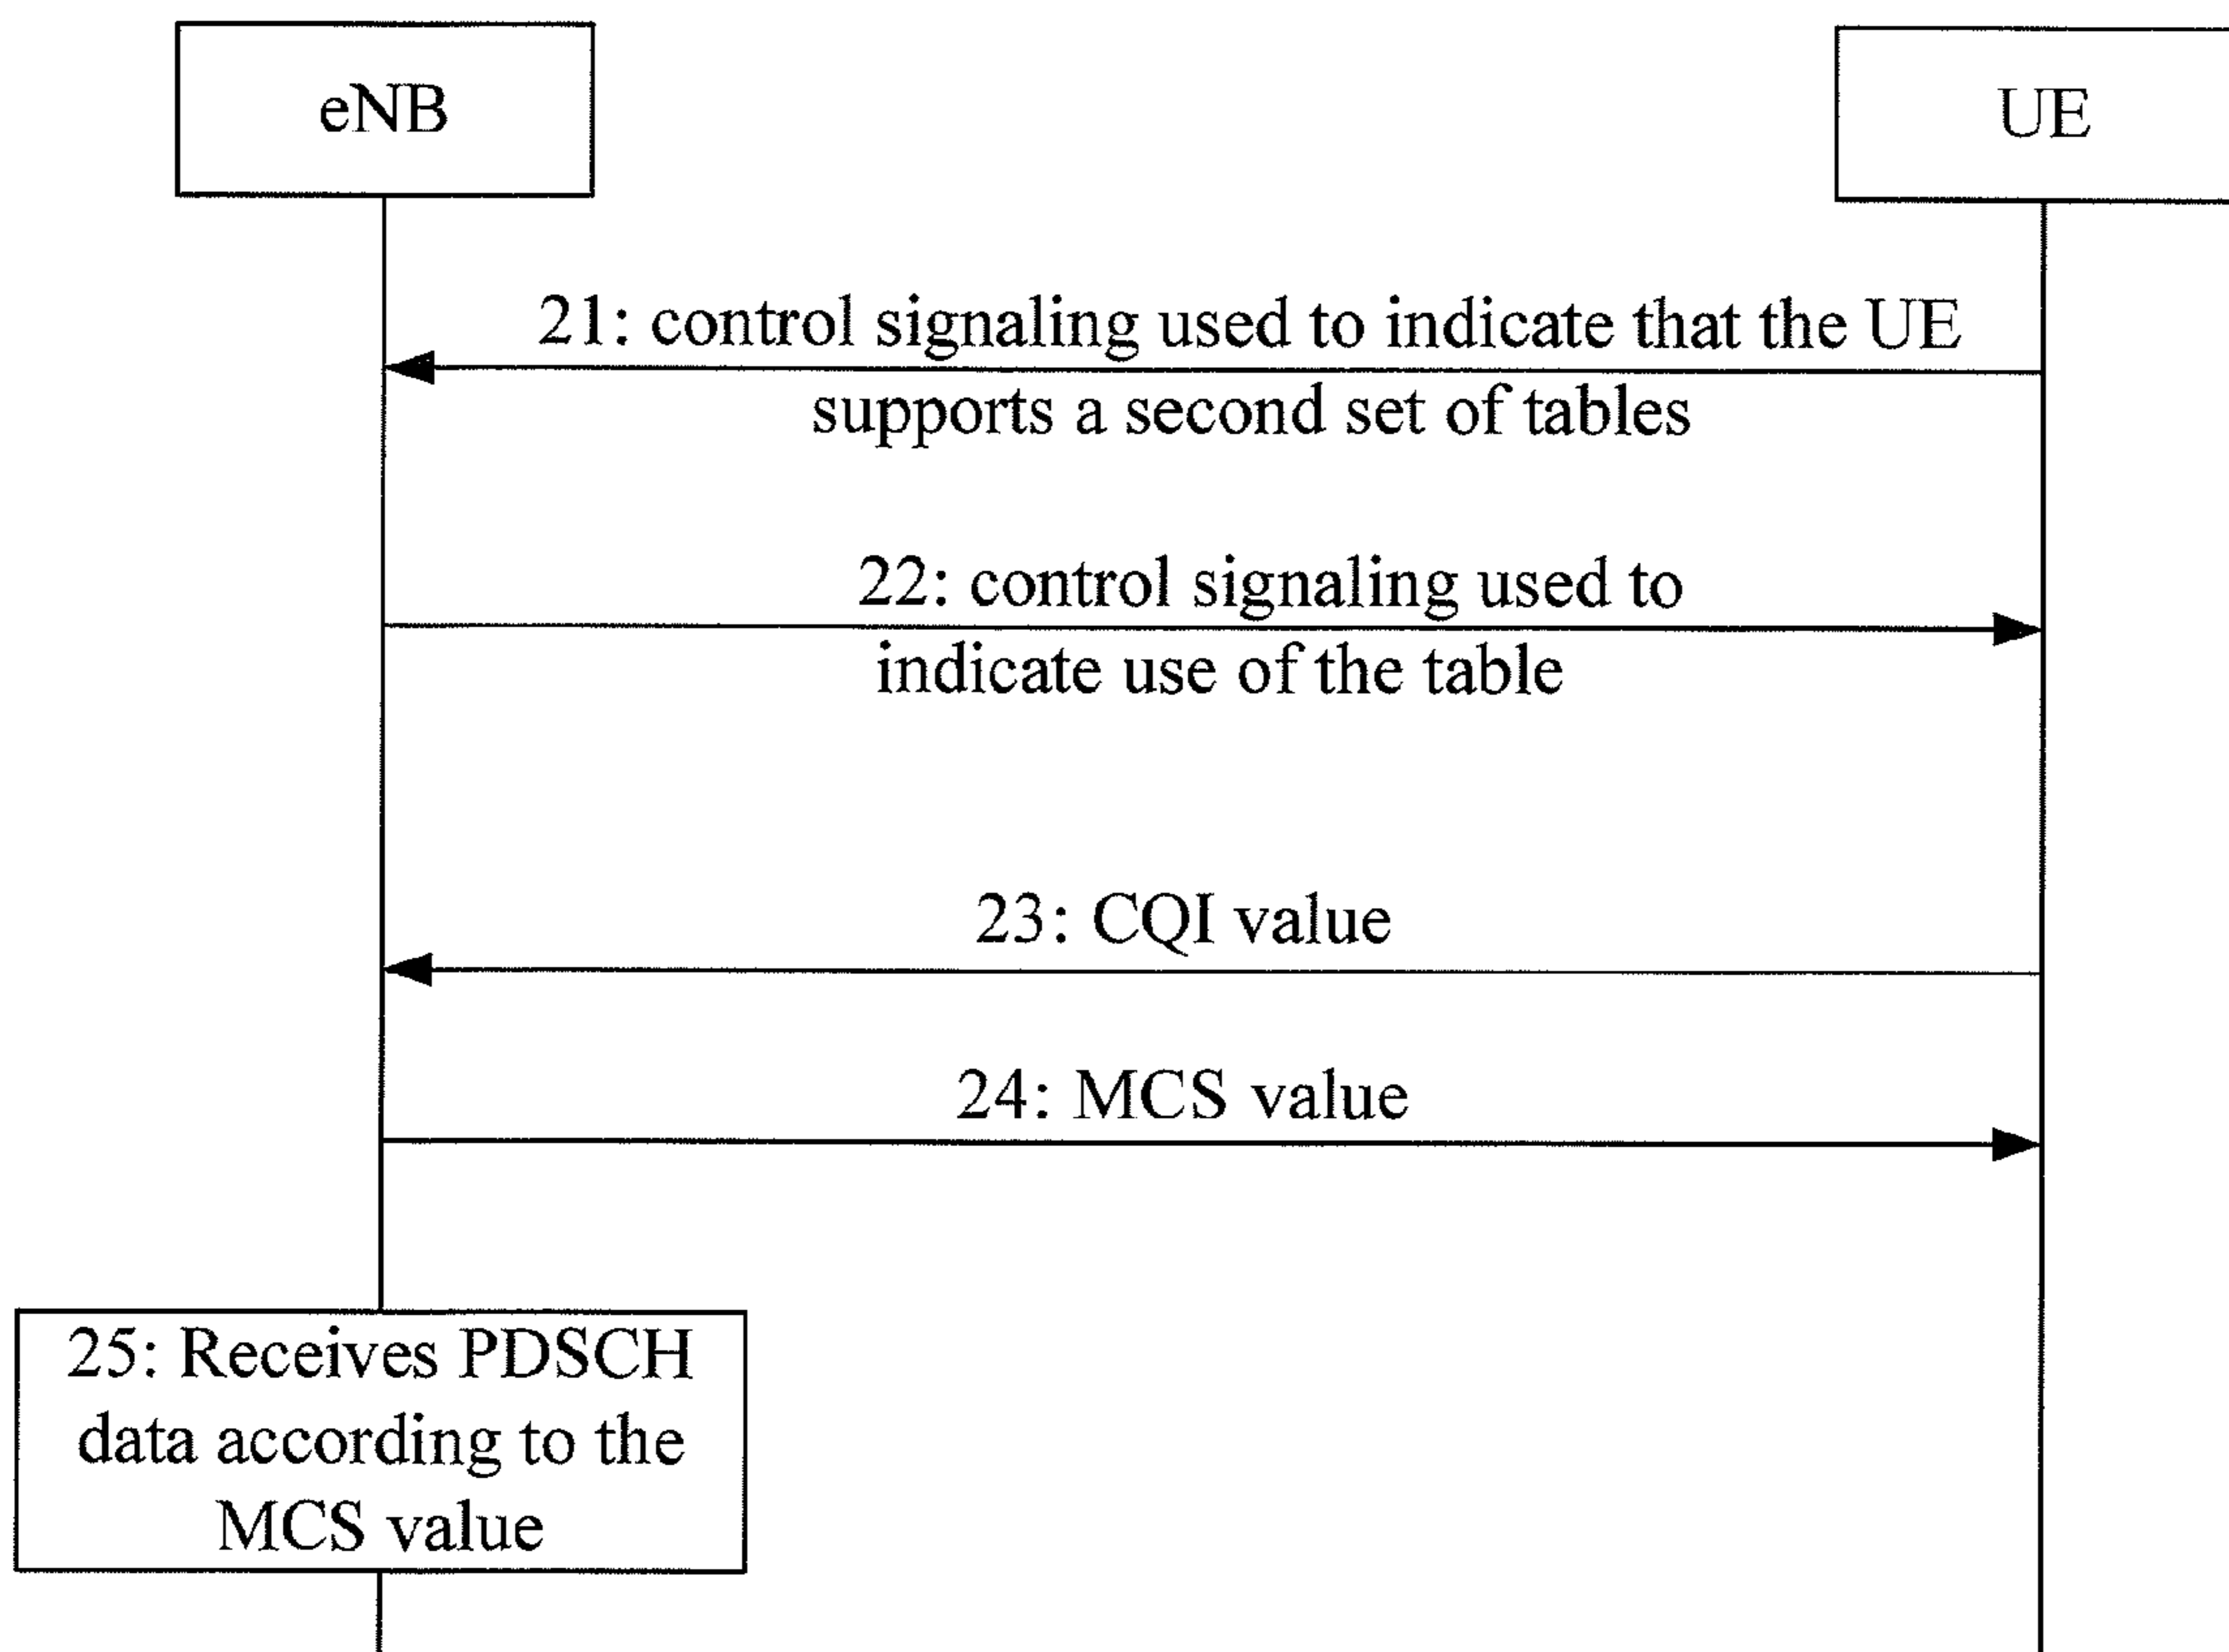 eNB
UE
21: control signaling used to indicate that the UE
supports a second set of tables
22: control signaling used to
indicate use of the table
23: CQI value
24: MCS value
25: Receives PDSCH
data according to the
MCS value